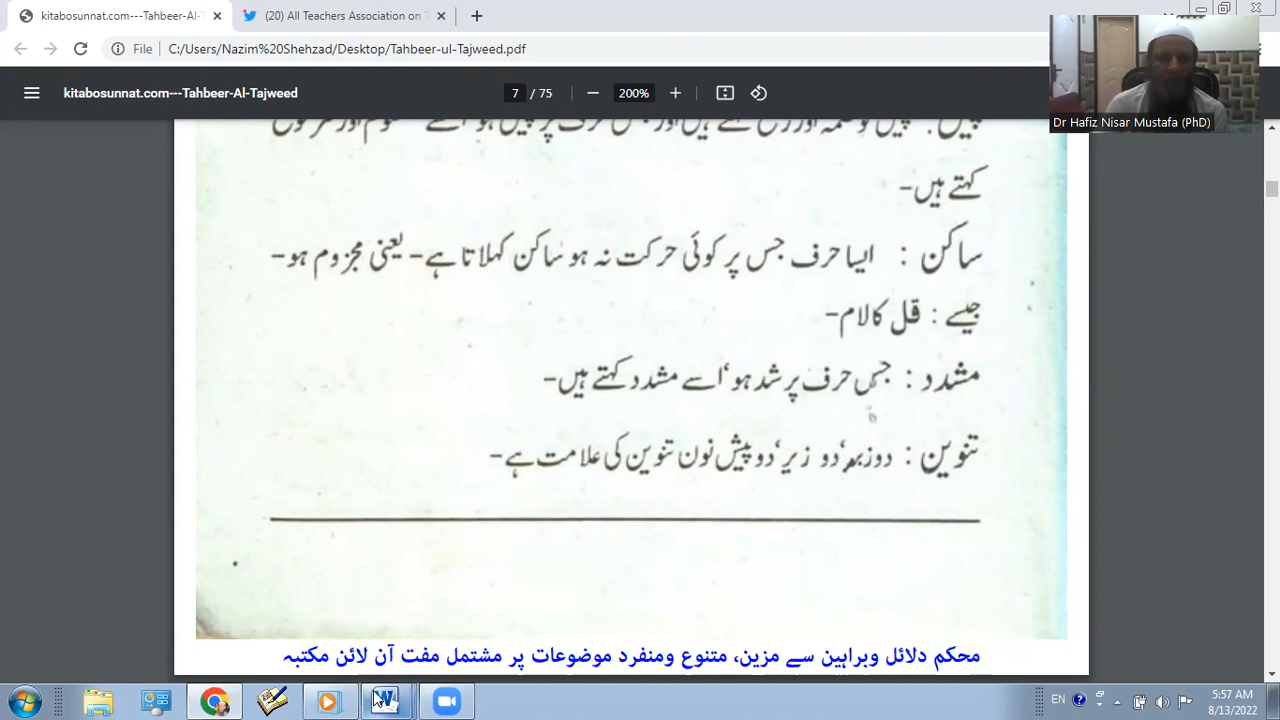 kitabosunnat.com---Tahbeer-Al-T
(20) All Teachers Association on T
File
C:/Users/Nazim%20Shehzad/Desktop/Tahbeer-ul-Tajweed.pdf
kitabosunnat.com---Tahbeer-Al-Tajweed
7 / 75
200%
Dr Hafiz Nisar Mustafa (PhD)
کہتے ہیں-
ساکن : ایسا حرف جس پر کوئی حرکت نہ ہو ساکن کہلاتا ہے- یعنی مجزوم ہو-
جیسے : قل کا لام-
مشدد : جس حرف پر شد ہو' اسے مشدد کہتے ہیں-
تنوین : دو زبر' دو زیر' دو پیش نون تنوین کی علامت ہے-
محکم دلائل وبراہین سے مزین، متنوع ومنفرد موضوعات پر مشتمل مفت آن لائن مکتبہ
EN
5:57 AM
8/13/2022